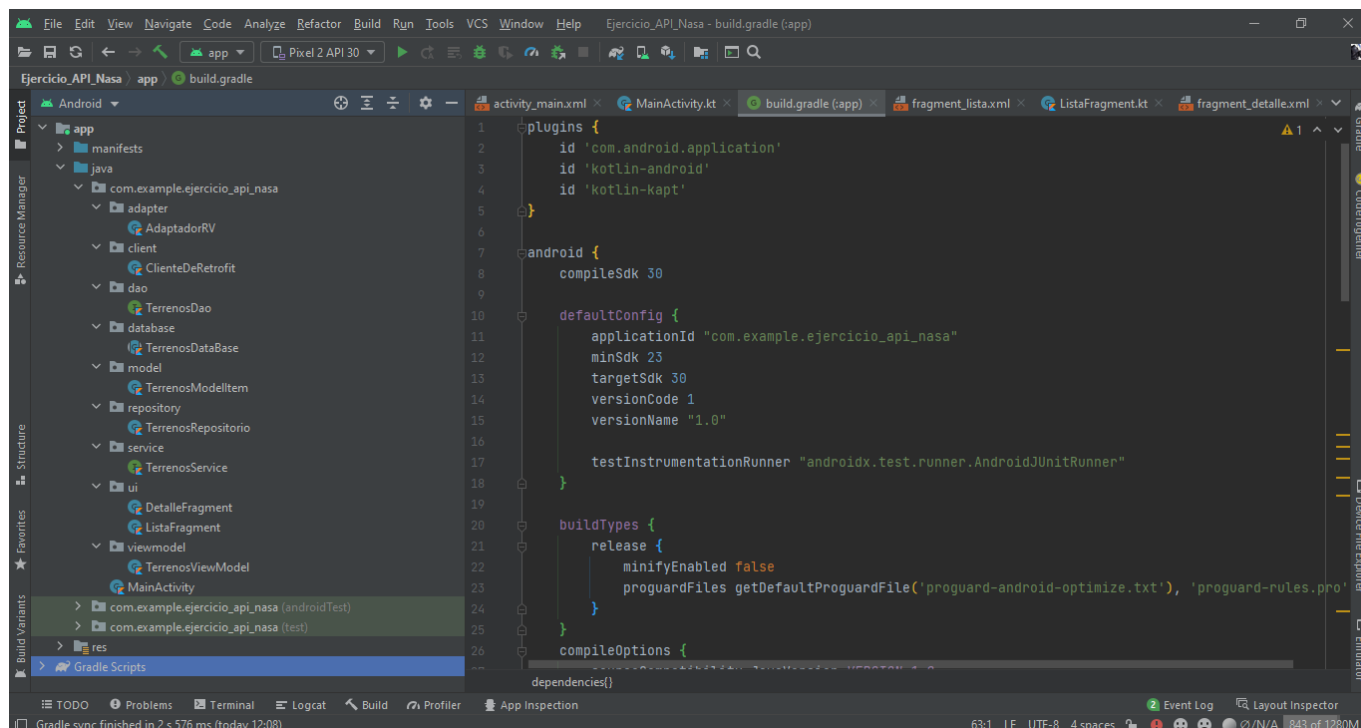 File Edit View Navigate Code Analyze Refactor Build Run Tools VCS Window Help Ejercicio_API_Nasa - build.gradle (:app)
app Pixel 2 API 30
Ejercicio_API_Nasa app build.gradle
Android
activity_main.xml MainActivity.kt build.gradle (:app) fragment_lista.xml ListaFragment.kt fragment_detalle.xml
Project
Resource Manager
Structure
Favorites
Build Variants
app
manifests
java
com.example.ejercicio_api_nasa
adapter
AdaptadorRV
client
ClienteDeRetrofit
dao
TerrenosDao
database
TerrenosDataBase
model
TerrenosModelItem
repository
TerrenosRepositorio
service
TerrenosService
ui
DetalleFragment
ListaFragment
viewmodel
TerrenosViewModel
MainActivity
com.example.ejercicio_api_nasa (androidTest)
com.example.ejercicio_api_nasa (test)
res
Gradle Scripts
1 plugins {
2 id 'com.android.application'
3 id 'kotlin-android'
4 id 'kotlin-kapt'
5 }
6
7 android {
8 compileSdk 30
9
10 defaultConfig {
11 applicationId "com.example.ejercicio_api_nasa"
12 minSdk 23
13 targetSdk 30
14 versionCode 1
15 versionName "1.0"
16
17 testInstrumentationRunner "androidx.test.runner.AndroidJUnitRunner"
18 }
19
20 buildTypes {
21 release {
22 minifyEnabled false
23 proguardFiles getDefaultProguardFile('proguard-android-optimize.txt'), 'proguard-rules.pro'
24 }
25 }
26 compileOptions {
dependencies{}
1
Gradle
Device File Explorer
Emulator
TODO Problems Terminal Logcat Build Profiler App Inspection 2 Event Log Layout Inspector
Gradle sync finished in 2 s 576 ms (today 12:08) 63:1 LF UTF-8 4 spaces Ø/N/A 843 of 1280M